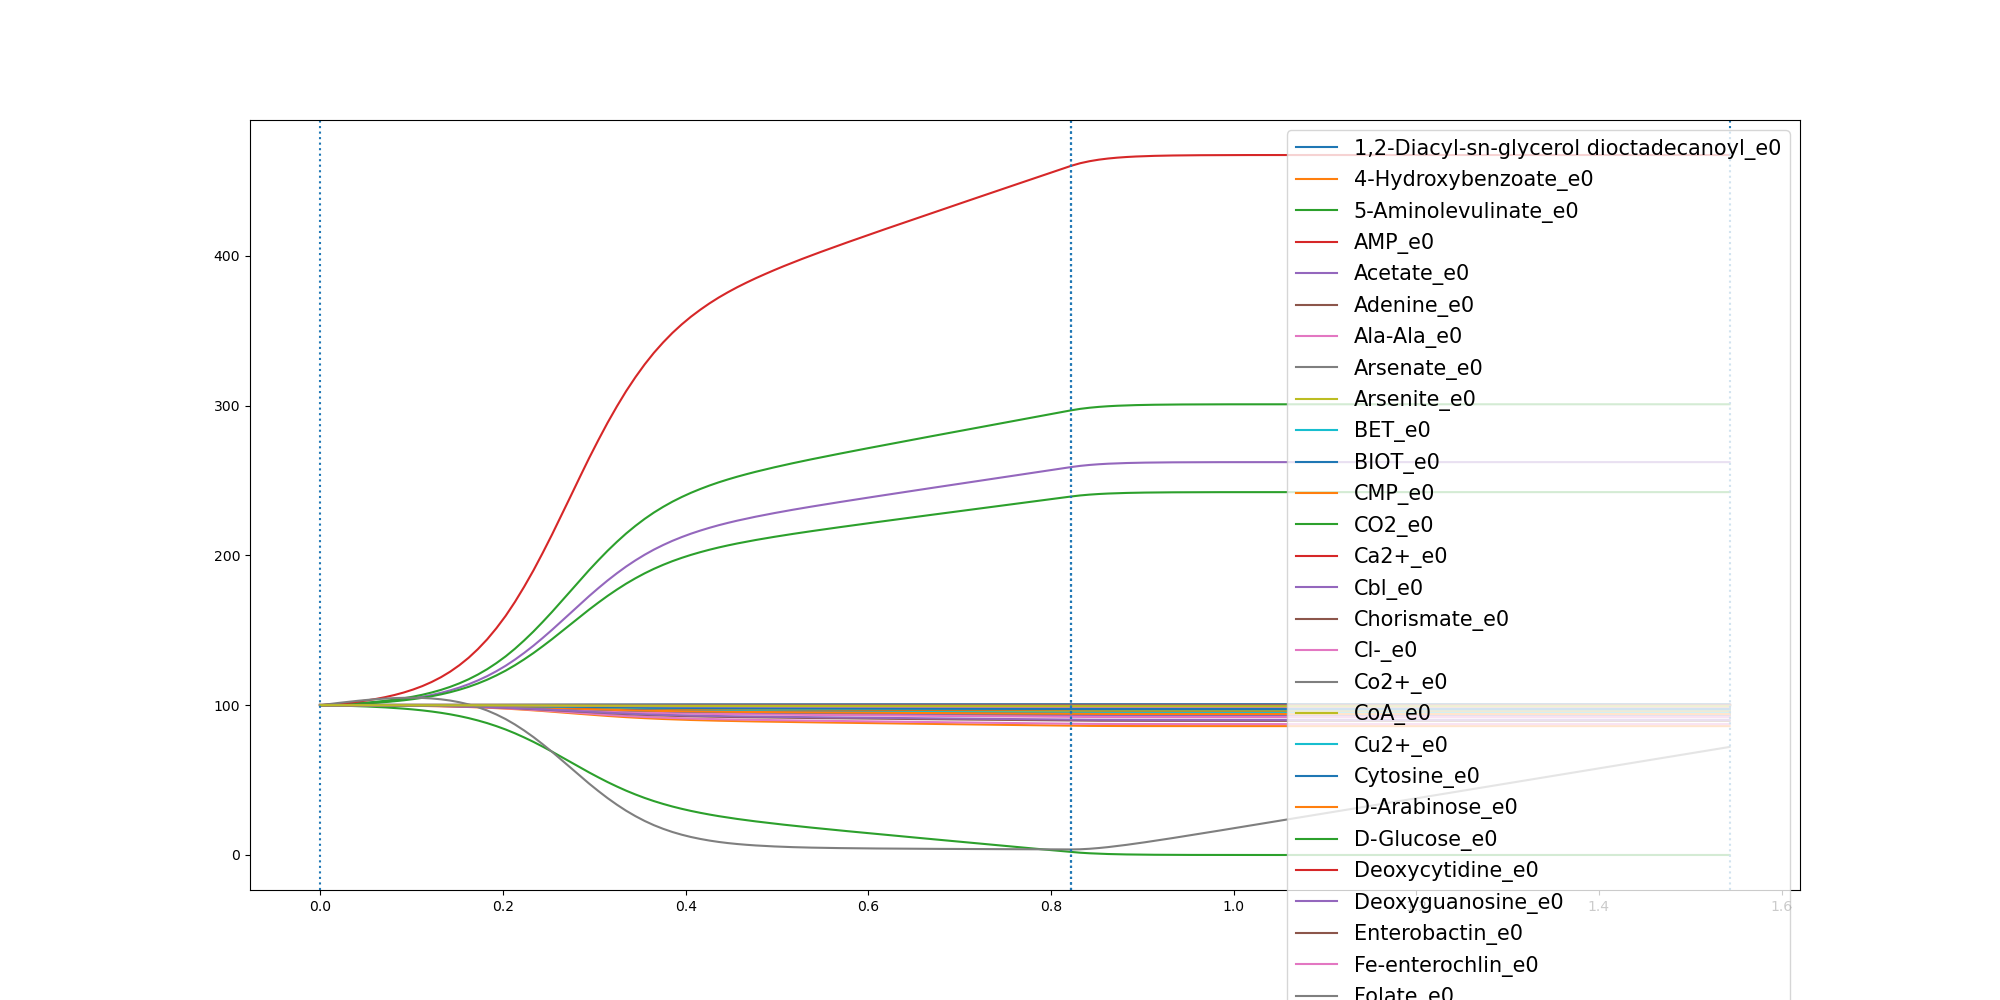 1,2-Diacyl-sn-glycerol dioctadecanoyl_e0
4-Hydroxybenzoate_e0
5-Aminolevulinate_e0
AMP_e0
Acetate_e0
Adenine_e0
Ala-Ala_e0
Arsenate_e0
Arsenite_e0
BET_e0
BIOT_e0
CMP_e0
CO2_e0
Ca2+_e0
Cbl_e0
Chorismate_e0
Cl-_e0
Co2+_e0
CoA_e0
Cu2+_e0
Cytosine_e0
D-Arabinose_e0
D-Glucose_e0
Deoxycytidine_e0
Deoxyguanosine_e0
Enterobactin_e0
Fe-enterochlin_e0
Folate_e0
400
300
200
100
0
0.0 0.2 0.4 0.6 0.8 1.0 1.4 1.6